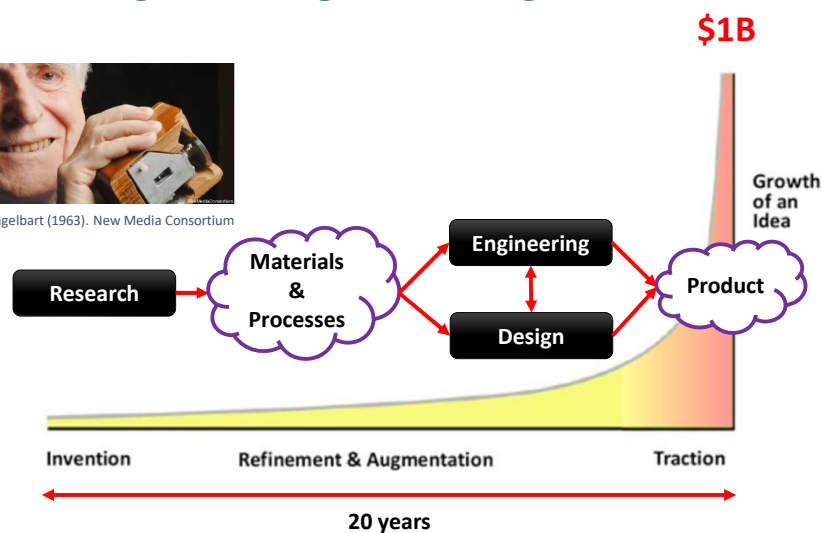 $1B
gelbart (1963). New Media Consortium
Growth
of an
Idea
Research
Materials
&
Processes
Engineering
Design
Product
Invention
Refinement & Augmentation
Traction
20 years